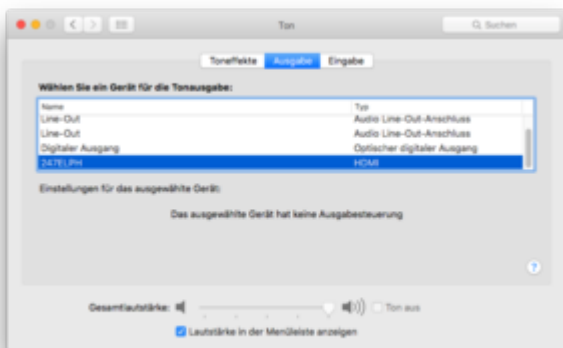 Ton
Suchen
Toneffekte Ausgabe Eingabe
Wählen Sie ein Gerät für die Tonausgabe:
Name Typ
Line-Out Audio Line-Out-Anschluss
Line-Out Audio Line-Out-Anschluss
Digitaler Ausgang Optischer digitaler Ausgang
247ELPH HDMI
Einstellungen für das ausgewählte Gerät:
Das ausgewählte Gerät hat keine Ausgabesteuerung
?
Gesamtlautstärke: Ton aus
Lautstärke in der Menüleiste anzeigen